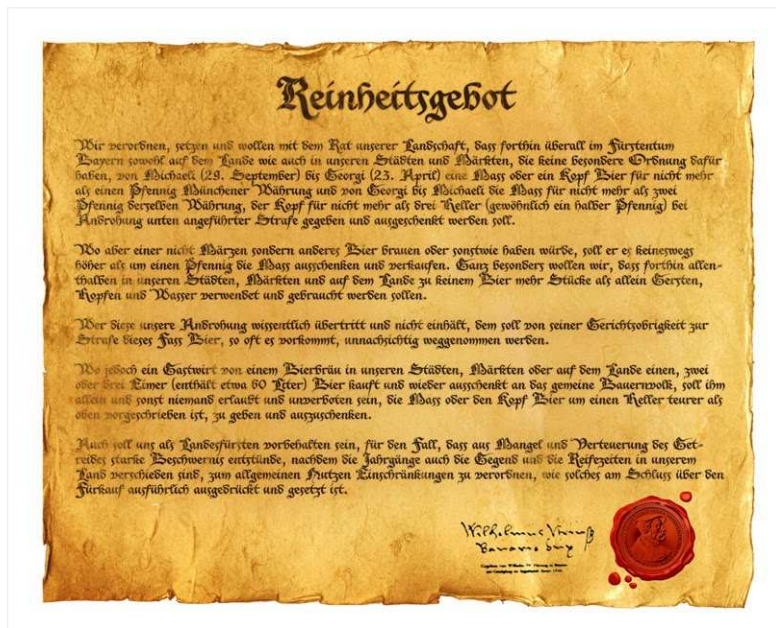 Reinheitsgebot
Wir verordnen, setzen und wollen mit dem Rat unserer Landschaft, dass forthin überall im Fürstentum
Bayern sowohl auf dem Lande wie auch in unseren Städten und Märkten, die keine besondere Ordnung dafür
haben, von Michaeli (29. September) bis Georgi (23. April) eine Mass oder ein Kopf Bier für nicht mehr
als einen Pfennig Münchener Währung und von Georgi bis Michaeli die Mass für nicht mehr als zwei
Pfennig derselben Währung, der Kopf für nicht mehr als drei Heller (gewöhnlich ein halber Pfennig) bei
Androhung unten angeführter Strafe gegeben und ausgeschenkt werden soll.
Wo aber einer nicht Märzen sondern anderes Bier brauen oder sonstwie haben würde, soll er es keineswegs
höher als um einen Pfennig die Mass ausschenken und verkaufen. Ganz besonders wollen wir, dass forthin allen-
thalben in unseren Städten, Märkten und auf dem Lande zu keinem Bier mehr Stücke als allein Gersten,
Hopfen und Wasser verwendet und gebraucht werden sollen.
Wer diese unsere Androhung wissentlich übertritt und nicht einhält, dem soll von seiner Gerichtsobrigkeit zur
Strafe dieses Fass Bier, so oft es vorkommt, unnachsichtig weggenommen werden.
Wo jedoch ein Gastwirt von einem Bierbräu in unseren Städten, Märkten oder auf dem Lande einen, zwei
oder drei Eimer (enthält etwa 60 Liter) Bier kauft und wieder ausschenkt an das gemeine Bauernvolk, soll ihm
allein und sonst niemand erlaubt und unverboten sein, die Mass oder den Kopf Bier um einen Heller teurer als
oben vorgeschrieben ist, zu geben und auszuschenken.
Auch soll uns als Landesfürsten vorbehalten sein, für den Fall, dass aus Mangel und Verteuerung des Get-
reides starke Beschwernis entstünde, nachdem die Jahrgänge auch die Gegend und die Reifezeiten in unserem
Land verschieden sind, zum allgemeinen Nutzen Einschränkungen zu verordnen, wie solches am Schluss über den
Fürkauf ausführlich ausgedrückt und gesetzt ist.
Wilhelmus
Bavarie dux